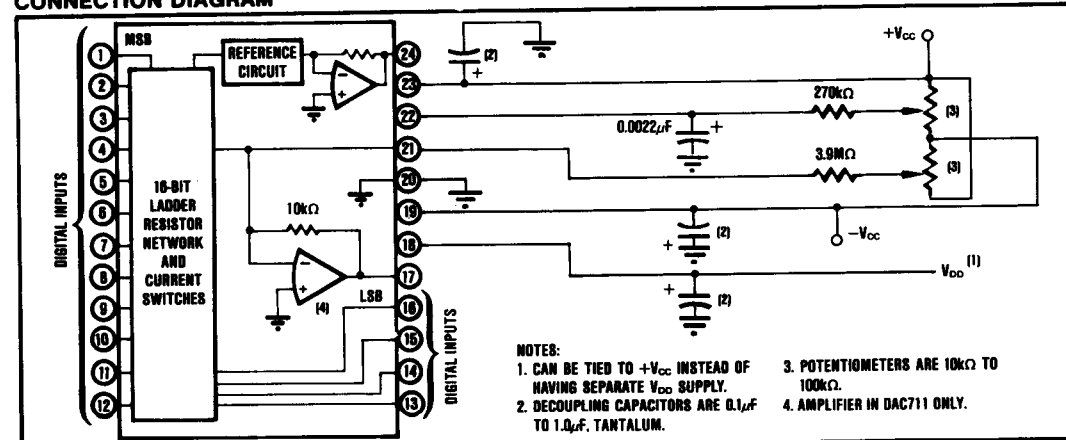 CONNECTION DIAGRAM
DIGITAL INPUTS
1
2
3
4
5
6
7
8
9
10
11
12
MSB
16-BIT
LADDER
RESISTOR
NETWORK
AND
CURRENT
SWITCHES
REFERENCE
CIRCUIT
−
+
10kΩ
−
+
(4)
LSB
24
23
22
21
20
19
18
17
16
15
14
13
DIGITAL INPUTS
(2)
+
0.0022μF
+
270kΩ
3.9MΩ
+VCC
(3)
(3)
−VCC
+
(2)
+
(2)
VDD (1)
NOTES:
1. CAN BE TIED TO +VCC INSTEAD OF
HAVING SEPARATE VDD SUPPLY.
2. DECOUPLING CAPACITORS ARE 0.1μF
TO 1.0μF, TANTALUM.
3. POTENTIOMETERS ARE 10kΩ TO
100kΩ.
4. AMPLIFIER IN DAC711 ONLY.